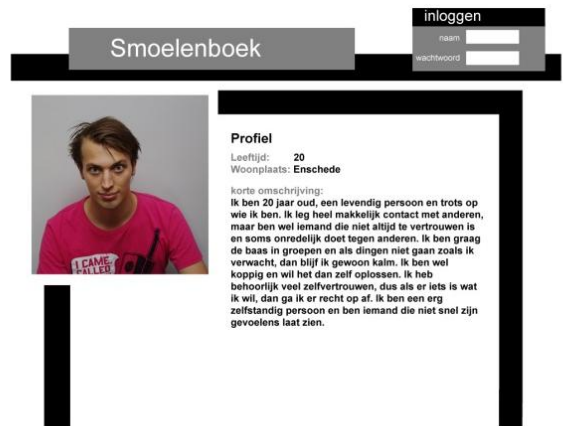 inloggen
naam
wachtwoord
Smoelenboek
Profiel
Leeftijd: 20
Woonplaats: Enschede
korte omschrijving:
Ik ben 20 jaar oud, een levendig persoon en trots op
wie ik ben. Ik leg heel makkelijk contact met anderen,
maar ben wel iemand die niet altijd te vertrouwen is
en soms onredelijk doet tegen anderen. Ik ben graag
de baas in groepen en als dingen niet gaan zoals ik
verwacht, dan blijf ik gewoon kalm. Ik ben wel
koppig en wil het dan zelf oplossen. Ik heb
behoorlijk veel zelfvertrouwen, dus als er iets is wat
ik wil, dan ga ik er recht op af. Ik ben een erg
zelfstandig persoon en ben iemand die niet snel zijn
gevoelens laat zien.
I CAME
CALLED